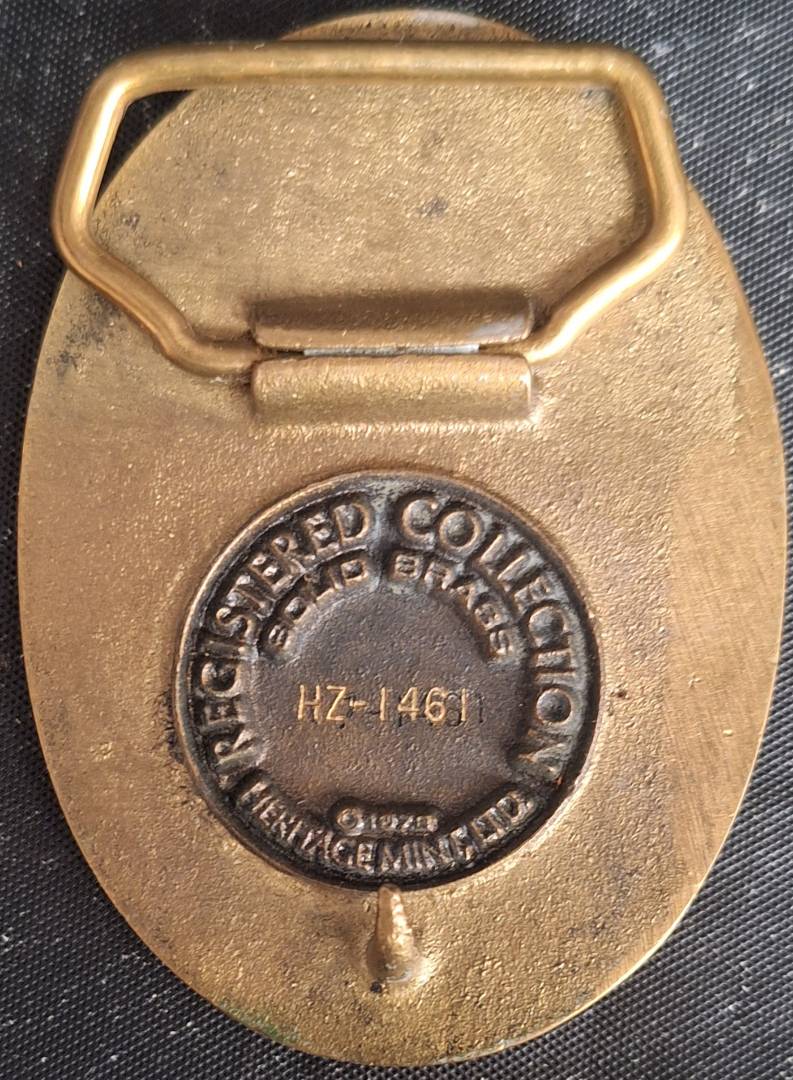 REGISTERED COLLECTION
SOLID BRASS
HZ-1461
©1978
HERITAGE MINT, LTD.